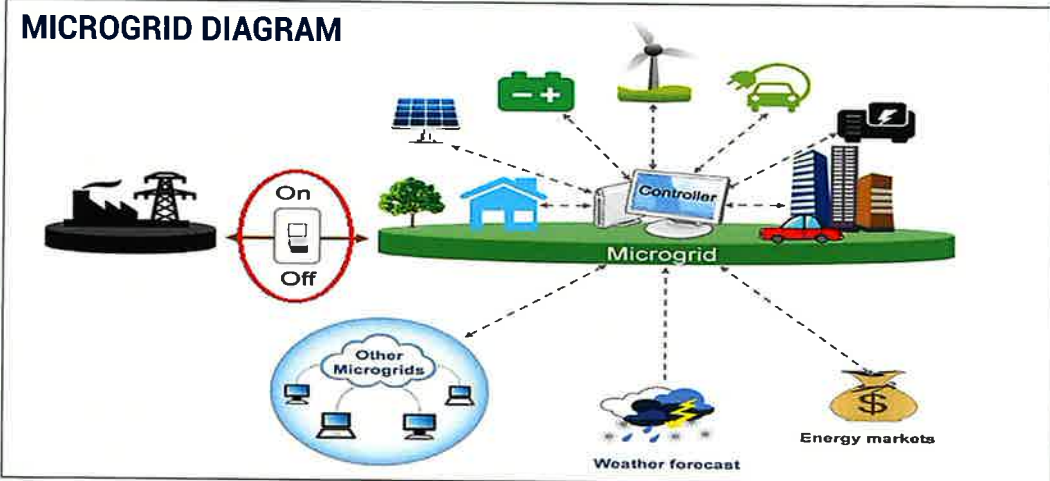 MICROGRID DIAGRAM
On
Off
Controller
Microgrid
Other
Microgrids
Weather forecast
$
Energy markets